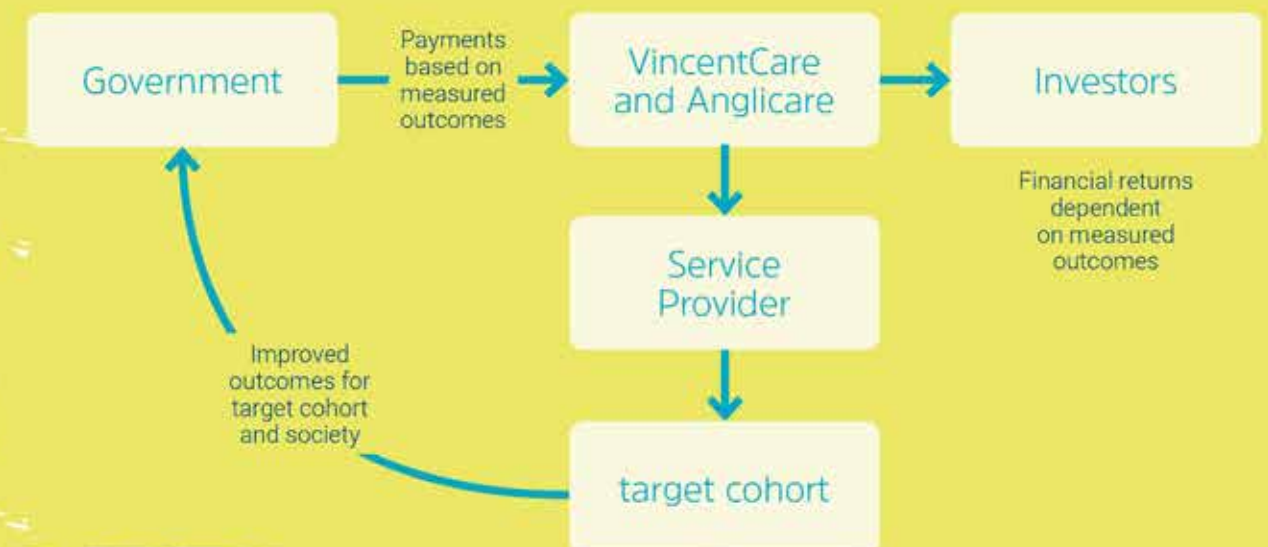 Government
Payments
based on
measured
outcomes
VincentCare
and Anglicare
Investors
Financial returns
dependent
on measured
outcomes
Service
Provider
Improved
outcomes for
target cohort
and society
target cohort